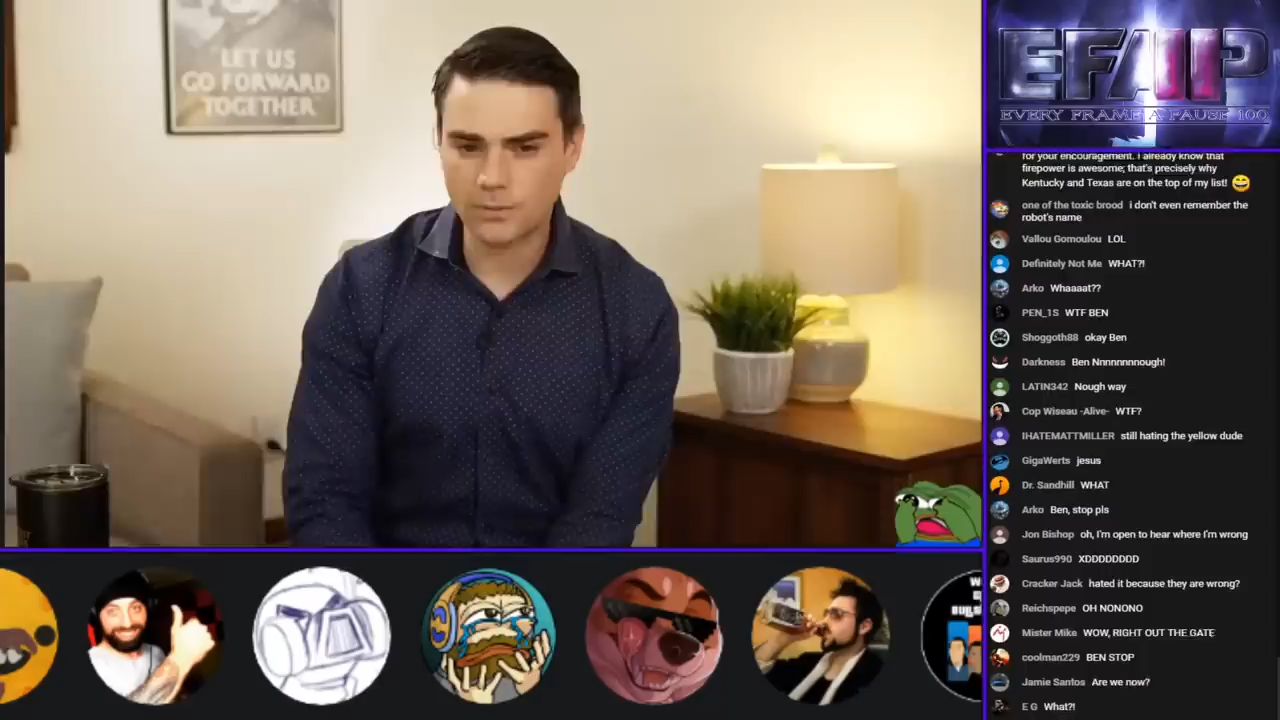 LET US
GO FORWARD
TOGETHER
EFAP
EVERY FRAME A PAUSE 100
for your encouragement. I already know that
firepower is awesome; that's precisely why
Kentucky and Texas are on the top of my list!
one of the toxic brood i don't even remember the
robot's name
Vallou Gomoulou LOL
Definitely Not Me WHAT?!
Arko Whaaaat??
PEN_1S WTF BEN
Shoggoth88 okay Ben
Darkness Ben Nnnnnnnough!
LATIN342 Nough way
Cop Wiseau -Alive- WTF?
IHATEMATTMILLER still hating the yellow dude
GigaWerts jesus
Dr. Sandhill WHAT
Arko Ben, stop pls
Jon Bishop oh, I'm open to hear where I'm wrong
Saurus990 XDDDDDDDD
Cracker Jack hated it because they are wrong?
Reichspepe OH NONONO
Mister Mike WOW, RIGHT OUT THE GATE
coolman229 BEN STOP
Jamie Santos Are we now?
E G What?!